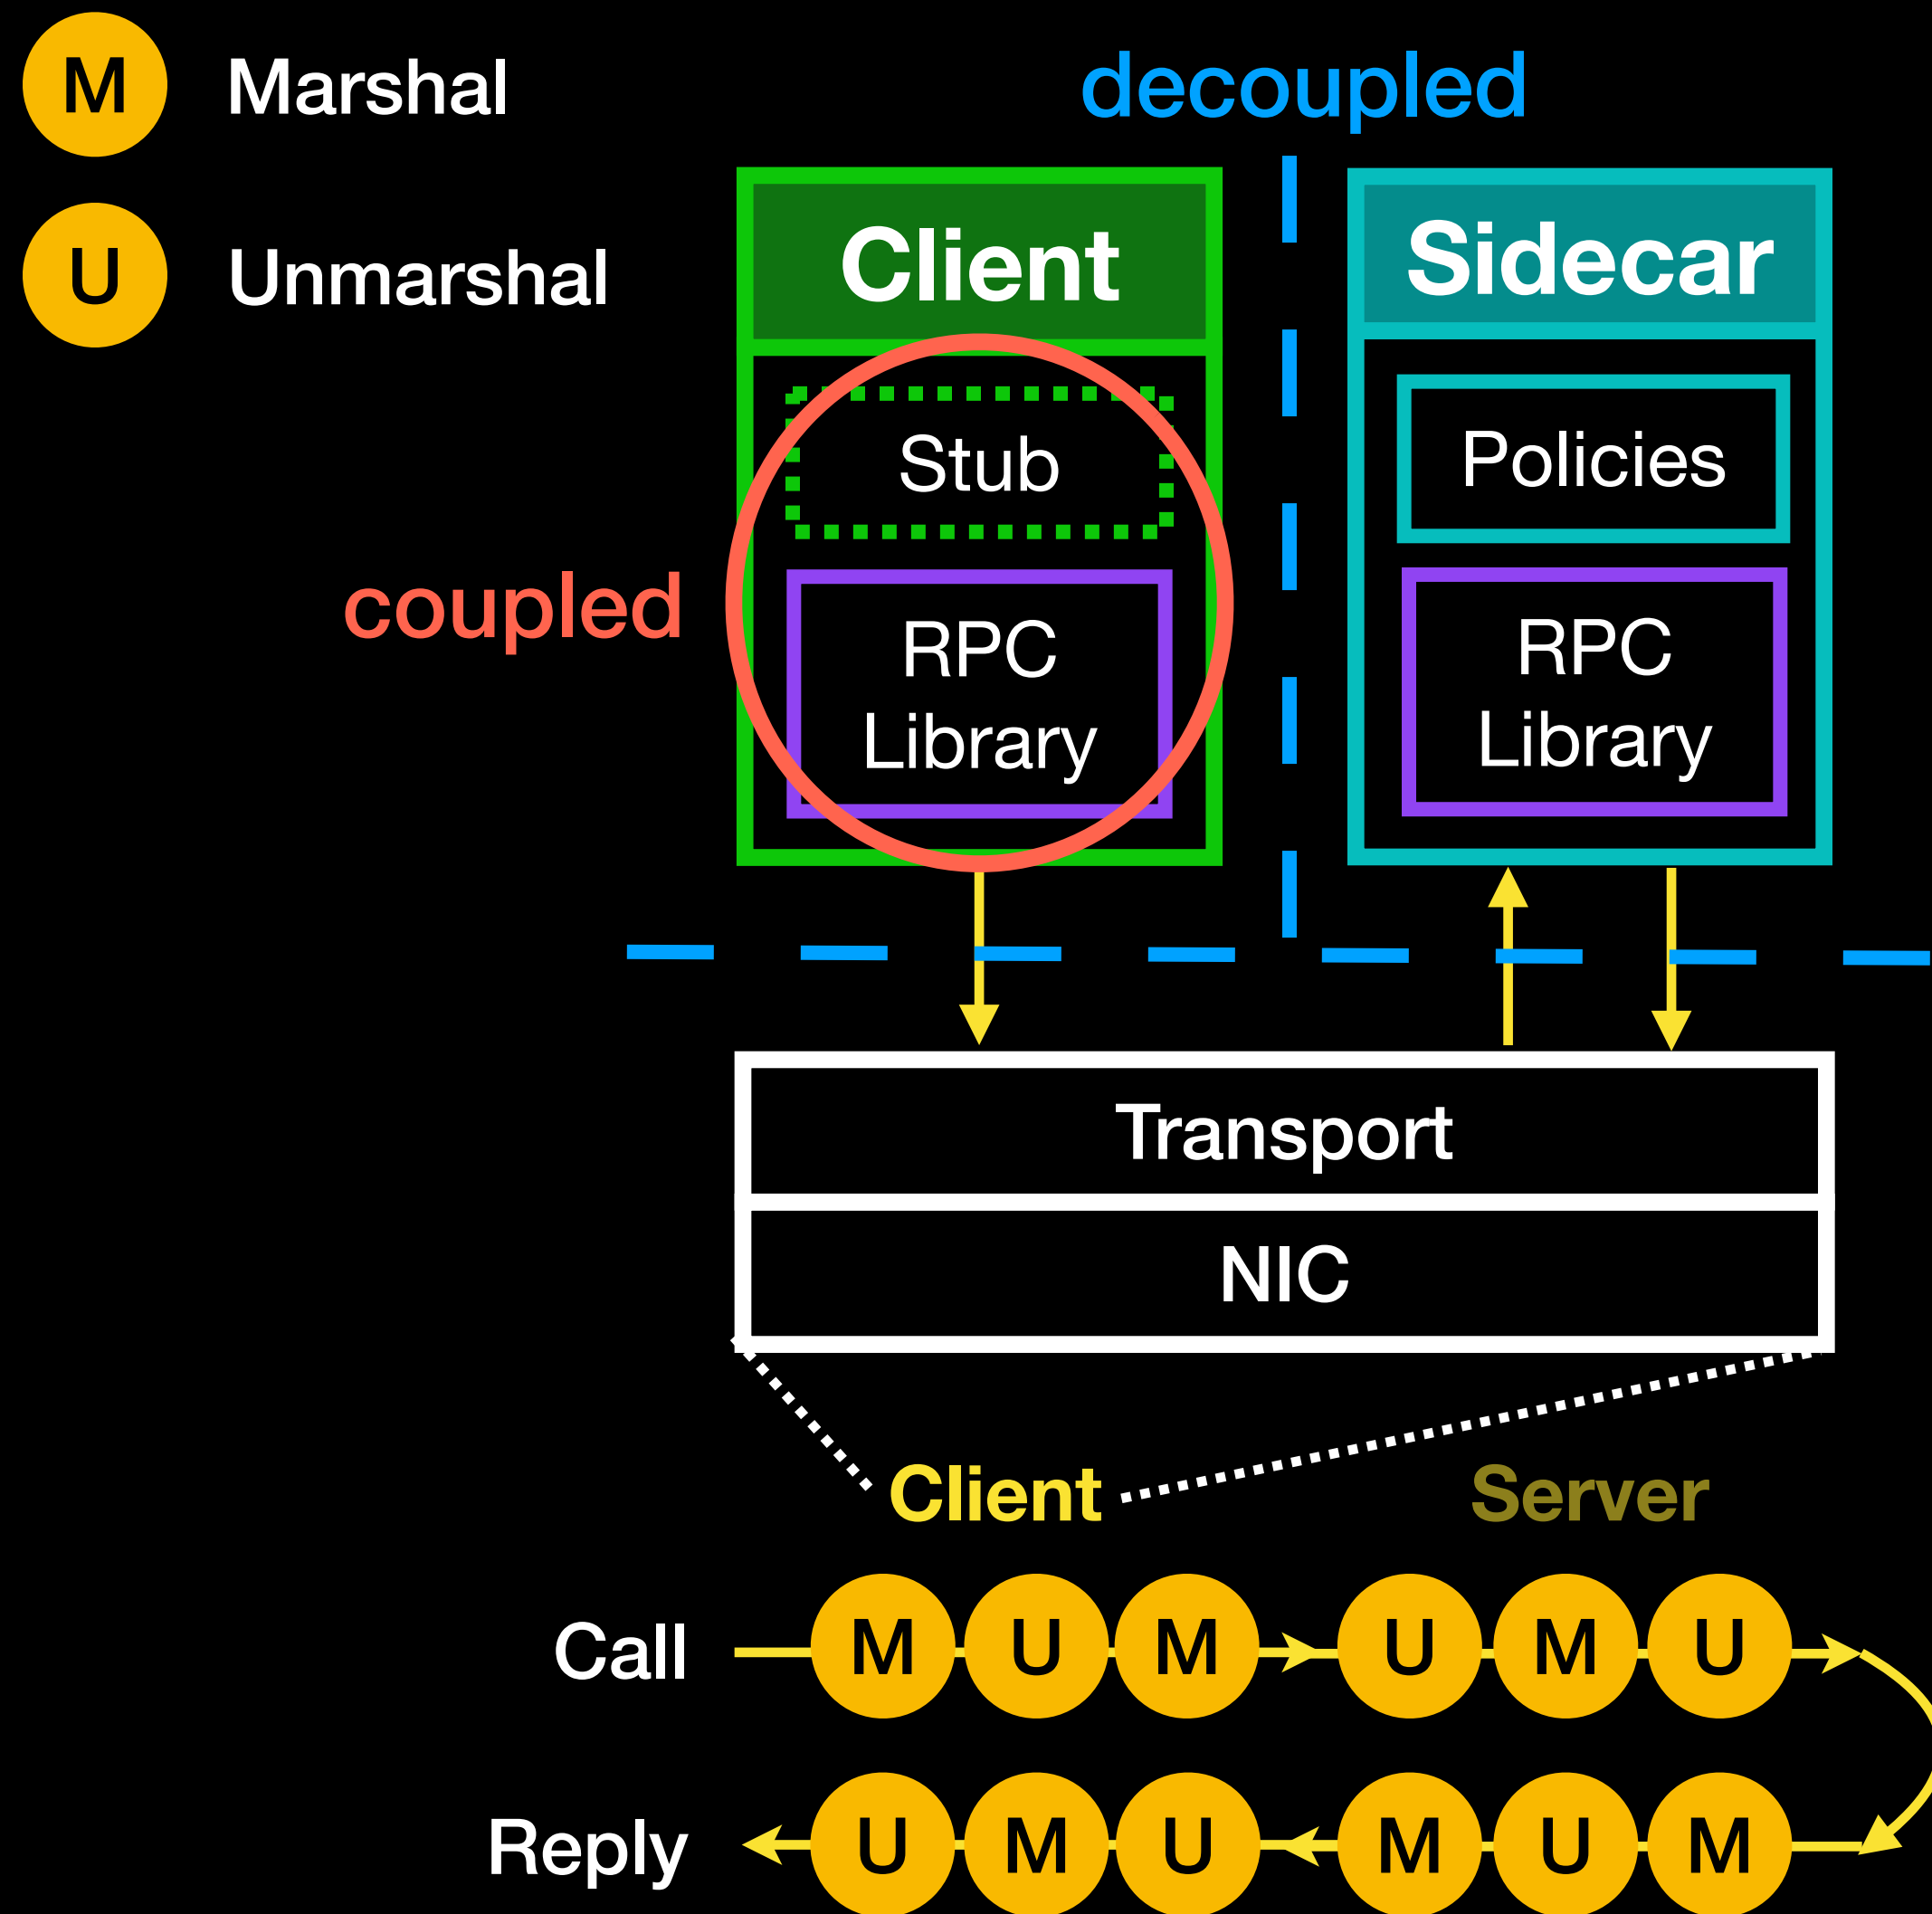 M Marshal
decoupled
U Unmarshal
Client
Sidecar
Stub
Policies
coupled
RPC
Library
RPC
Library
Transport
NIC
Client
Server
Call M U M U M U
Reply U M U M U M